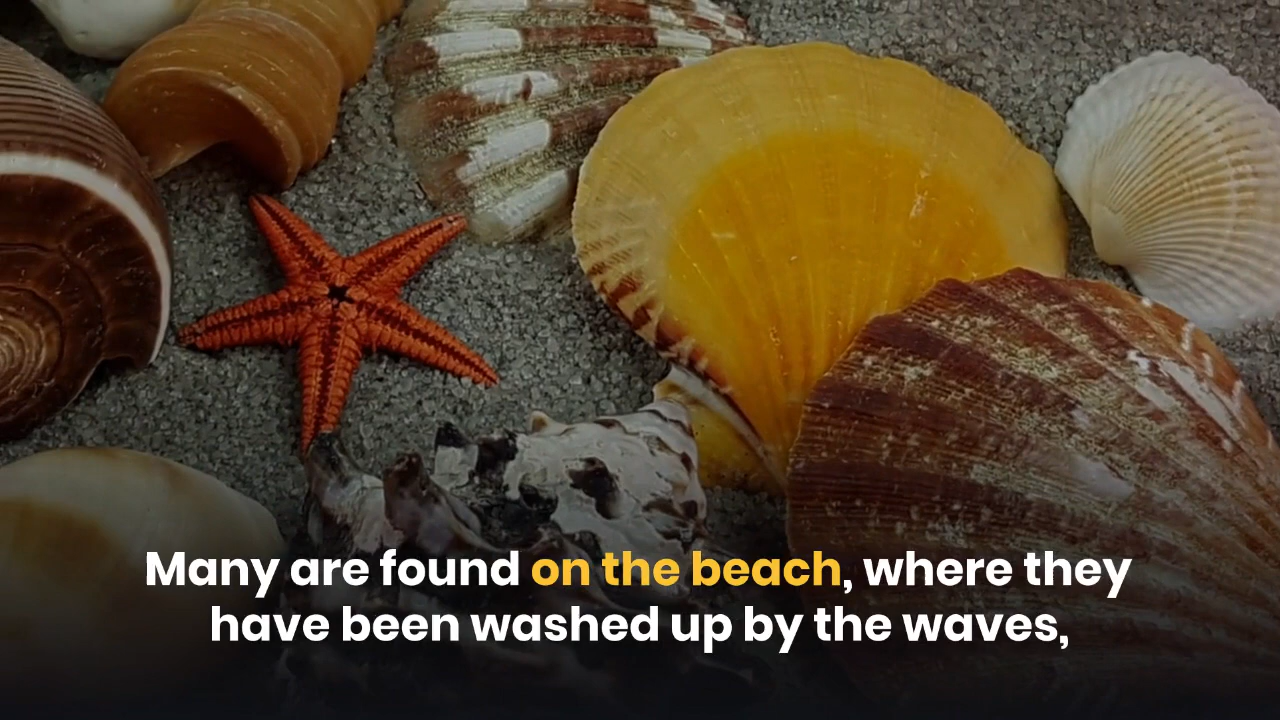 Many are found on the beach, where they
have been washed up by the waves,